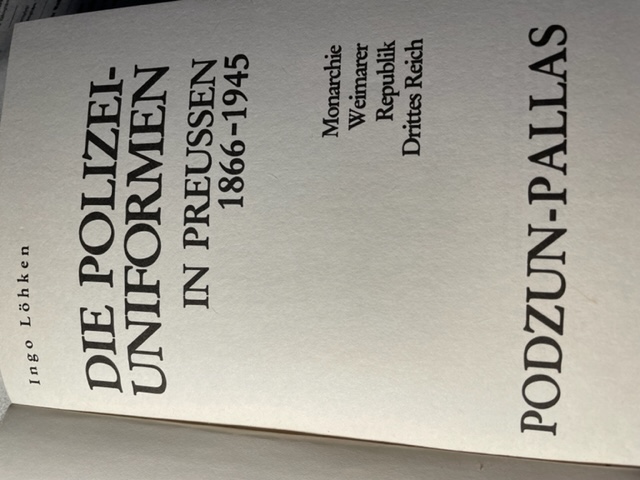 Ingo Löhken
DIE POLIZEI-
UNIFORMEN
IN PREUSSEN
1866-1945
Monarchie
Weimarer
Republik
Drittes Reich
PODZUN-PALLAS